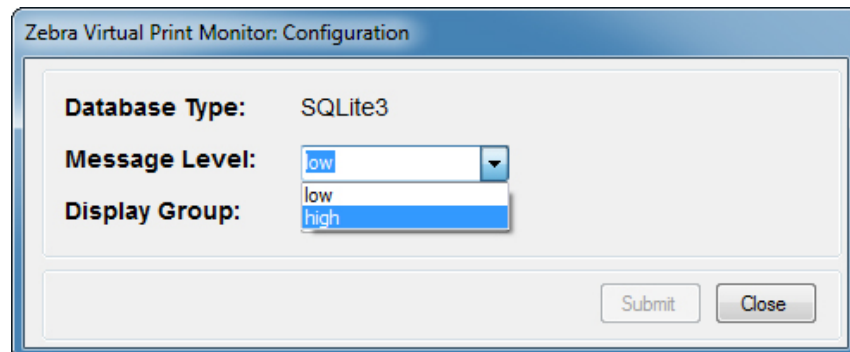 Zebra Virtual Print Monitor: Configuration
Database Type: SQLite3
Message Level: low
low
Display Group:
high
Submit Close